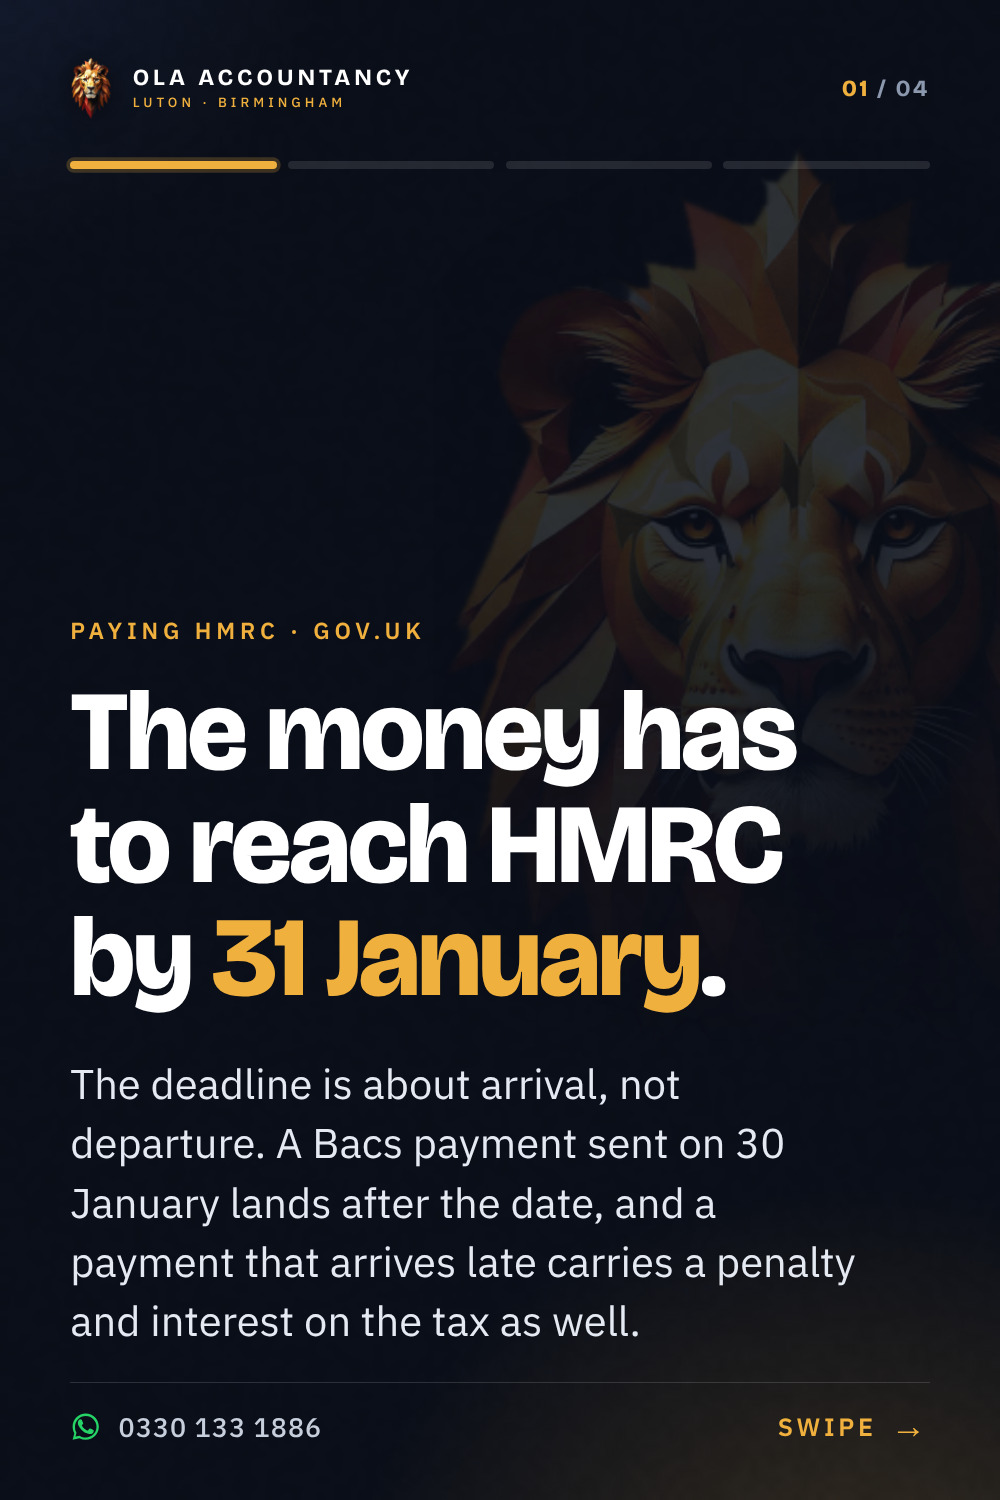 OLA ACCOUNTANCY
LUTON · BIRMINGHAM
01 / 04
PAYING HMRC · GOV.UK
The money has
to reach HMRC
by 31 January.
The deadline is about arrival, not
departure. A Bacs payment sent on 30
January lands after the date, and a
payment that arrives late carries a penalty
and interest on the tax as well.
0330 133 1886
SWIPE →